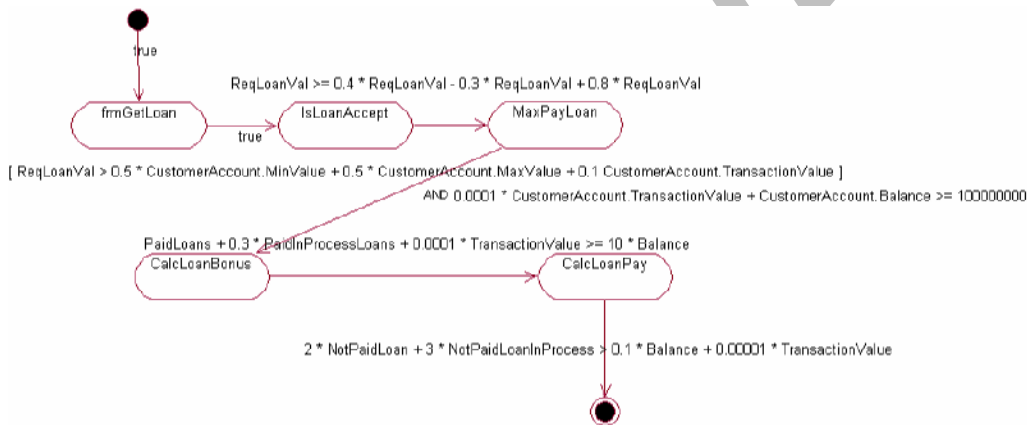 true
ReqLoanVal >= 0.4 * ReqLoanVal - 0.3 * ReqLoanVal + 0.8 * ReqLoanVal
frmGetLoan
IsLoanAccept
MaxPayLoan
true
[ ReqLoanVal > 0.5 * CustomerAccount.MinValue + 0.5 * CustomerAccount.MaxValue + 0.1 CustomerAccount.TransactionValue ]
AND 0.0001 * CustomerAccount.TransactionValue + CustomerAccount.Balance >= 100000000
PaidLoans + 0.3 * PaidInProcessLoans + 0.0001 * TransactionValue >= 10 * Balance
CalcLoanBonus
CalcLoanPay
2 * NotPaidLoan + 3 * NotPaidLoanInProcess > 0.1 * Balance + 0.00001 * TransactionValue